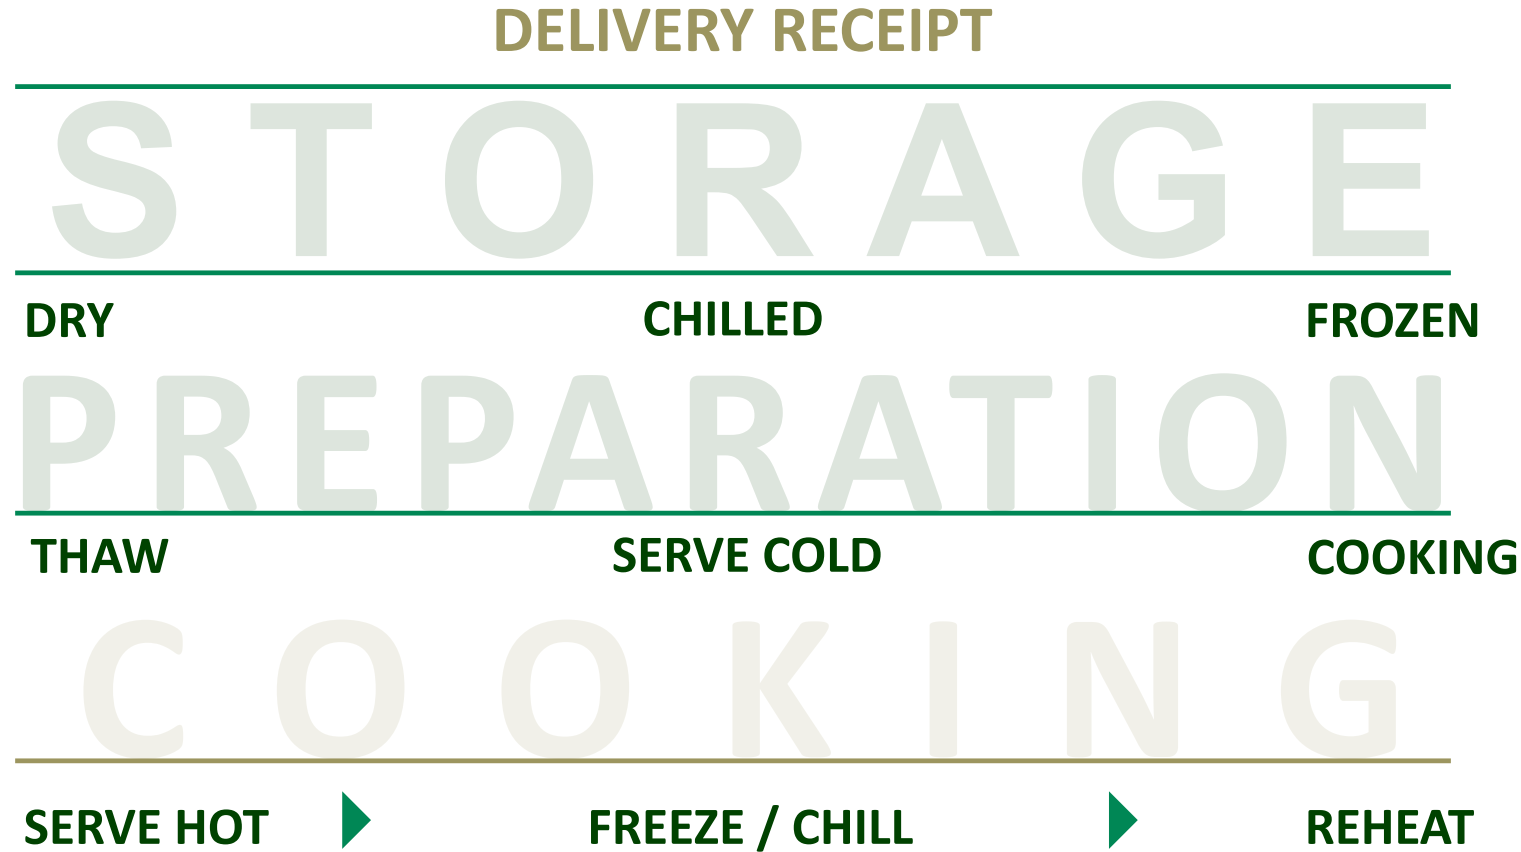 DELIVERY RECEIPT
STORAGE
DRY CHILLED FROZEN
PREPARATION
THAW SERVE COLD COOKING
COOKING
SERVE HOT FREEZE / CHILL REHEAT